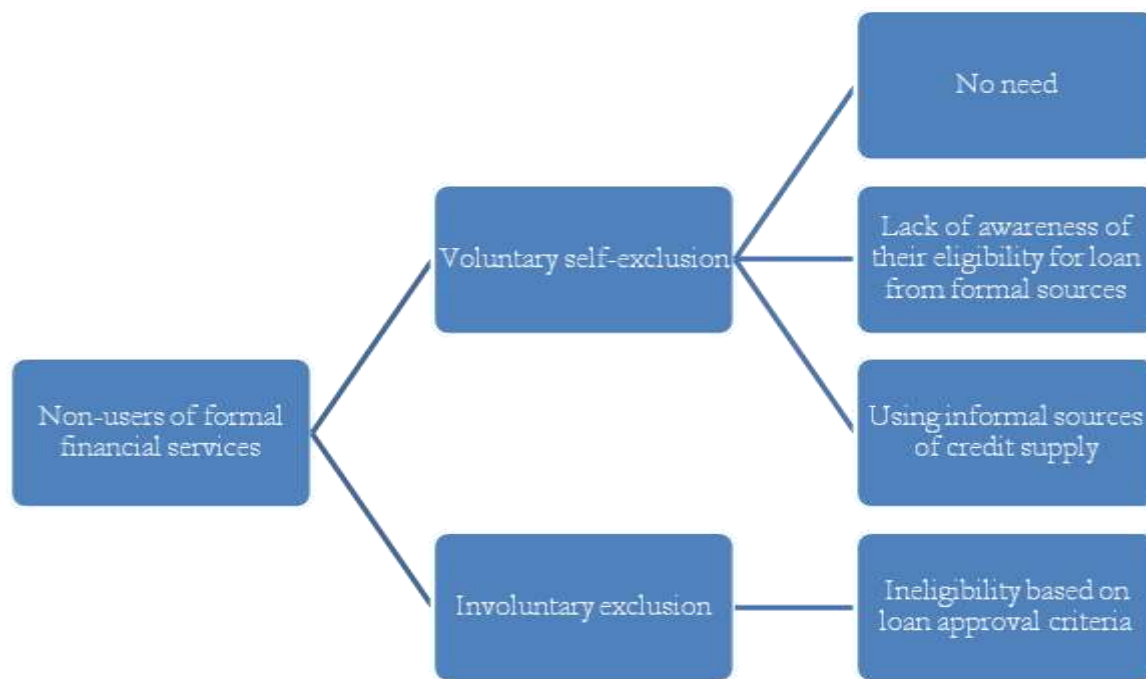 Non-users of formal
financial services
Voluntary self-exclusion
Involuntary exclusion
No need
Lack of awareness of
their eligibility for loan
from formal sources
Using informal sources
of credit supply
Ineligibility based on
loan approval criteria